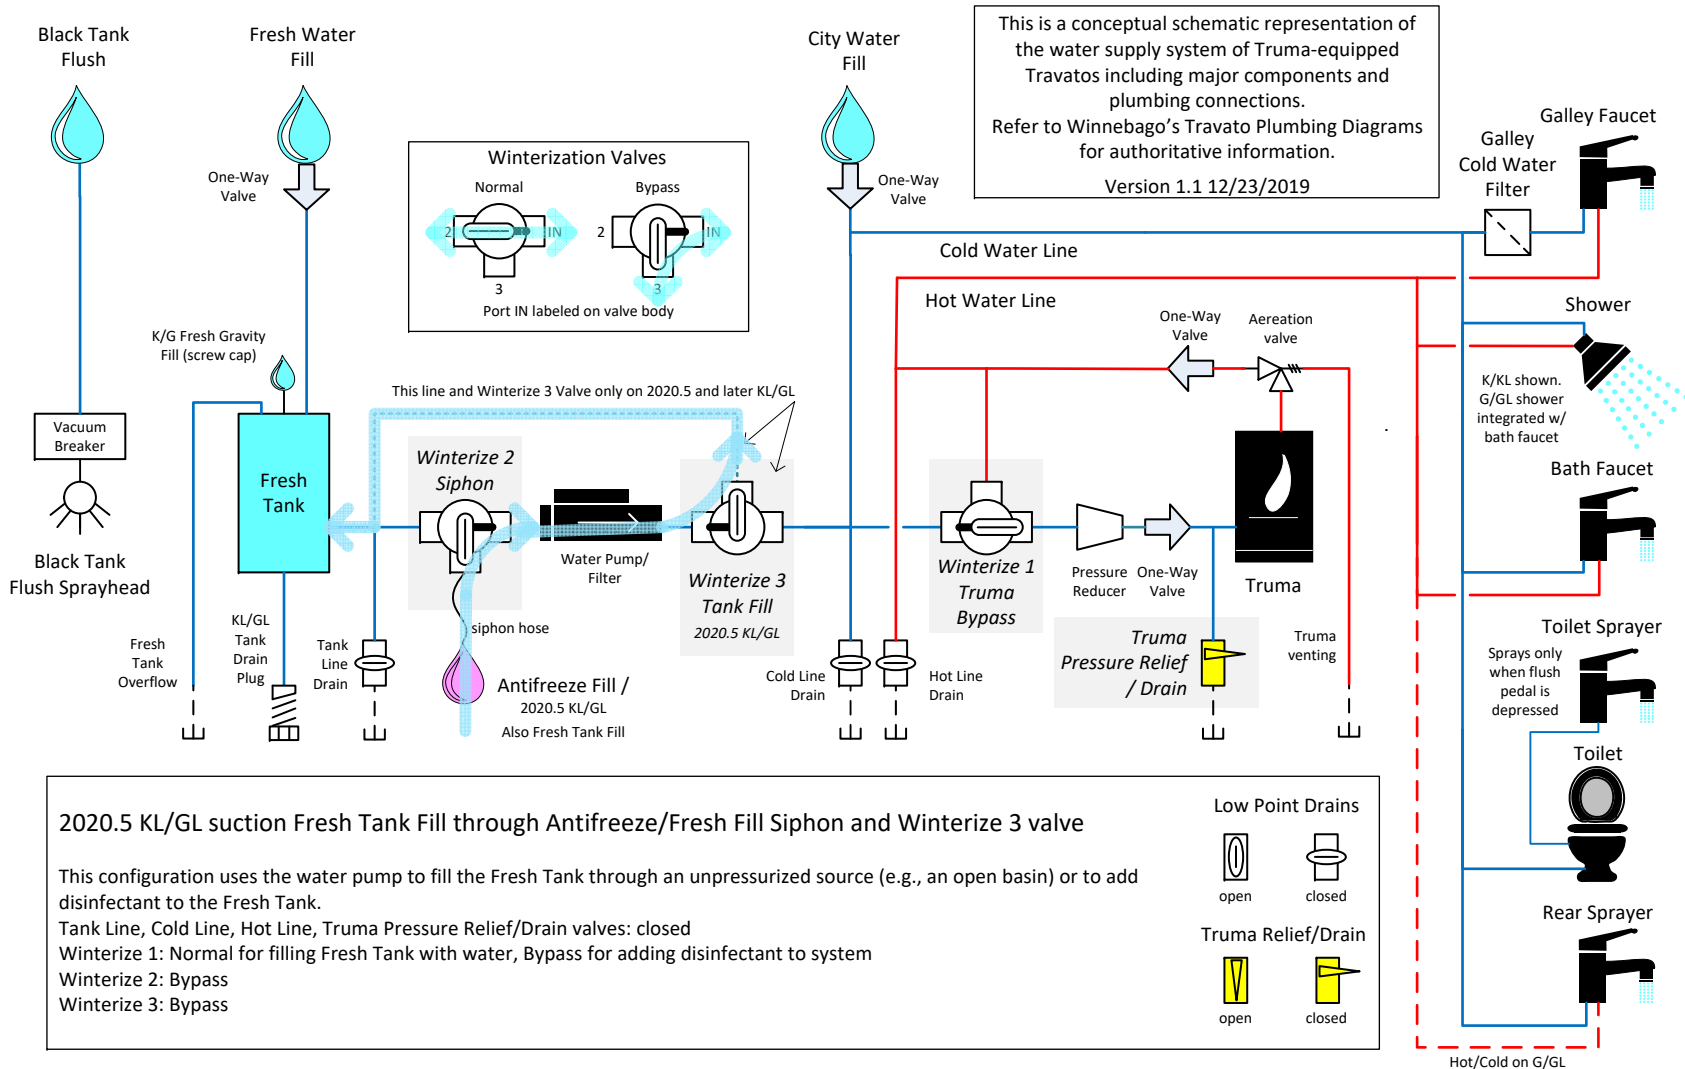 Black Tank
Flush
Fresh Water
Fill
City Water
Fill
This is a conceptual schematic representation of
the water supply system of Truma-equipped
Travatos including major components and
plumbing connections.
Refer to Winnebago's Travato Plumbing Diagrams
for authoritative information.
Version 1.1 12/23/2019
Galley Faucet
Galley
Cold Water
Filter
One-Way
Valve
Winterization Valves
Normal
Bypass
2
IN
3
2
IN
3
Port IN labeled on valve body
One-Way
Valve
Cold Water Line
Hot Water Line
Shower
K/KL shown.
G/GL shower
integrated w/
bath faucet
K/G Fresh Gravity
Fill (screw cap)
This line and Winterize 3 Valve only on 2020.5 and later KL/GL
One-Way
Valve
Aereation
valve
Vacuum
Breaker
Fresh
Tank
Winterize 2
Siphon
Water Pump/
Filter
Winterize 3
Tank Fill
2020.5 KL/GL
Winterize 1
Truma
Bypass
Pressure
Reducer
One-Way
Valve
Truma
Bath Faucet
Black Tank
Flush Sprayhead
Fresh
Tank
Overflow
KL/GL
Tank
Drain
Plug
Tank
Line
Drain
siphon hose
Antifreeze Fill /
2020.5 KL/GL
Also Fresh Tank Fill
Cold Line
Drain
Hot Line
Drain
Truma
Pressure Relief
/ Drain
Truma
venting
Toilet Sprayer
Sprays only
when flush
pedal is
depressed
Toilet
Rear Sprayer
Hot/Cold on G/GL
2020.5 KL/GL suction Fresh Tank Fill through Antifreeze/Fresh Fill Siphon and Winterize 3 valve
This configuration uses the water pump to fill the Fresh Tank through an unpressurized source (e.g., an open basin) or to add
disinfectant to the Fresh Tank.
Tank Line, Cold Line, Hot Line, Truma Pressure Relief/Drain valves: closed
Winterize 1: Normal for filling Fresh Tank with water, Bypass for adding disinfectant to system
Winterize 2: Bypass
Winterize 3: Bypass
Low Point Drains
open
closed
Truma Relief/Drain
open
closed